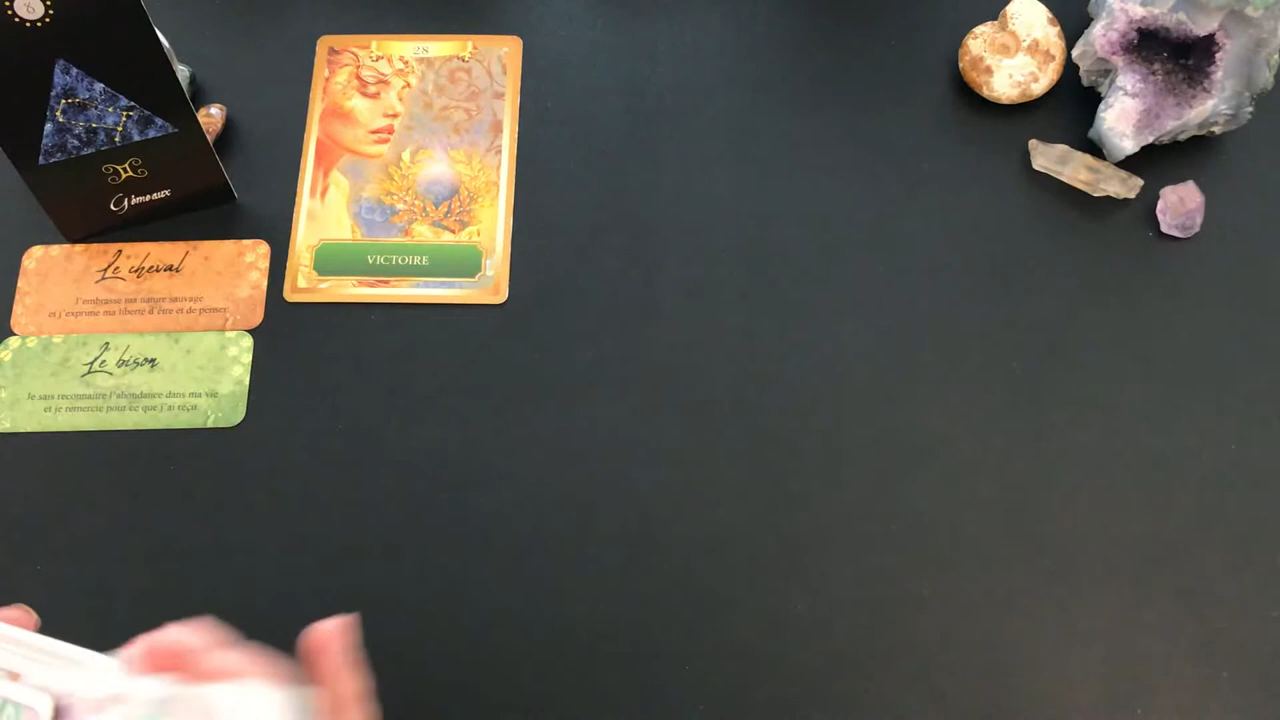 Gémeaux
28
VICTOIRE
Le cheval
J'embrasse ma nature sauvage
et j'exprime ma liberté d'être et de penser.
Le bison
Je sais reconnaître l'abondance dans ma vie
et je remercie pour ce que j'ai reçu.